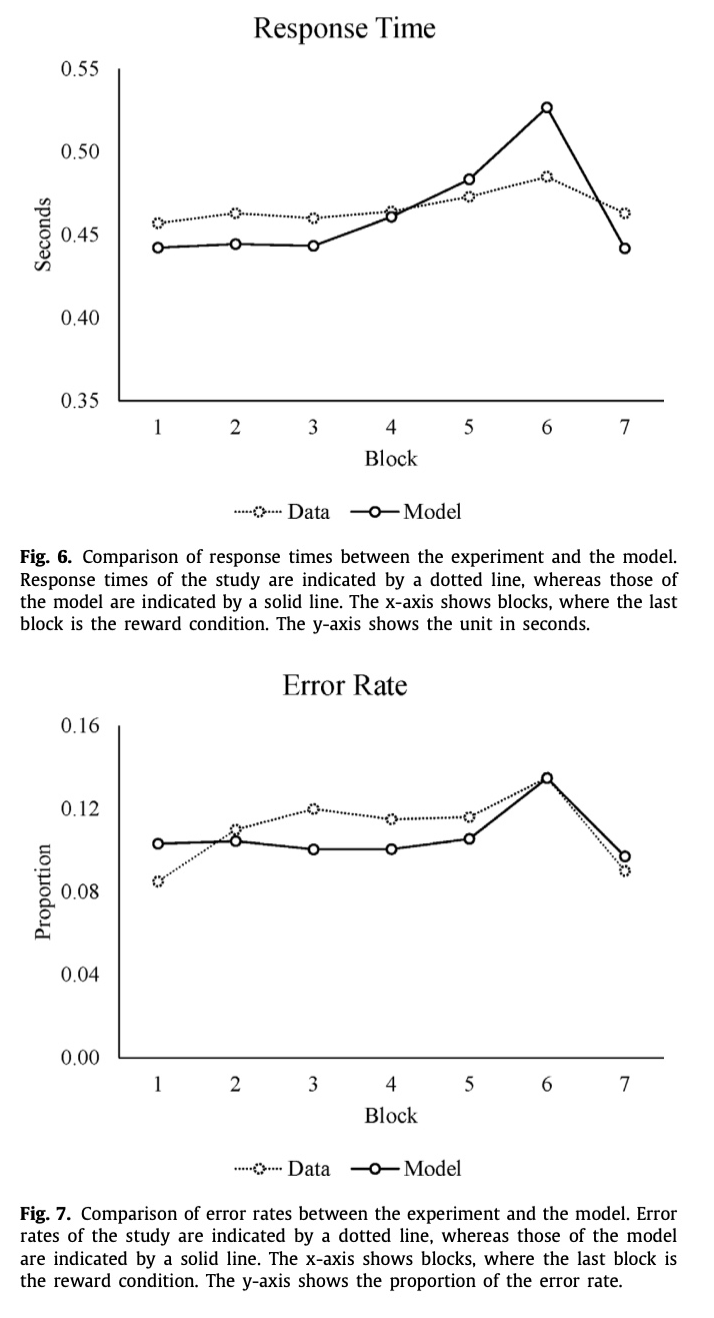 Response Time
0.55
0.50
0.45
0.40
0.35
Seconds
1 2 3 4 5 6 7
Block
Data Model
Fig. 6. Comparison of response times between the experiment and the model.
Response times of the study are indicated by a dotted line, whereas those of
the model are indicated by a solid line. The x-axis shows blocks, where the last
block is the reward condition. The y-axis shows the unit in seconds.
Error Rate
0.16
0.12
0.08
0.04
0.00
Proportion
1 2 3 4 5 6 7
Block
Data Model
Fig. 7. Comparison of error rates between the experiment and the model. Error
rates of the study are indicated by a dotted line, whereas those of the model
are indicated by a solid line. The x-axis shows blocks, where the last block is
the reward condition. The y-axis shows the proportion of the error rate.